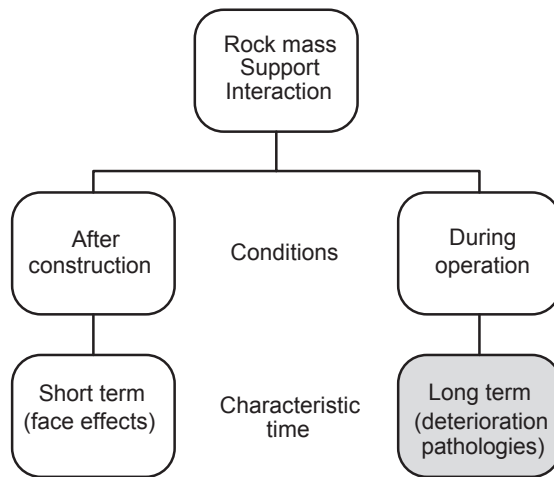 Rock mass
Support
Interaction
After
construction
Conditions
During
operation
Short term
(face effects)
Characteristic
time
Long term
(deterioration
pathologies)